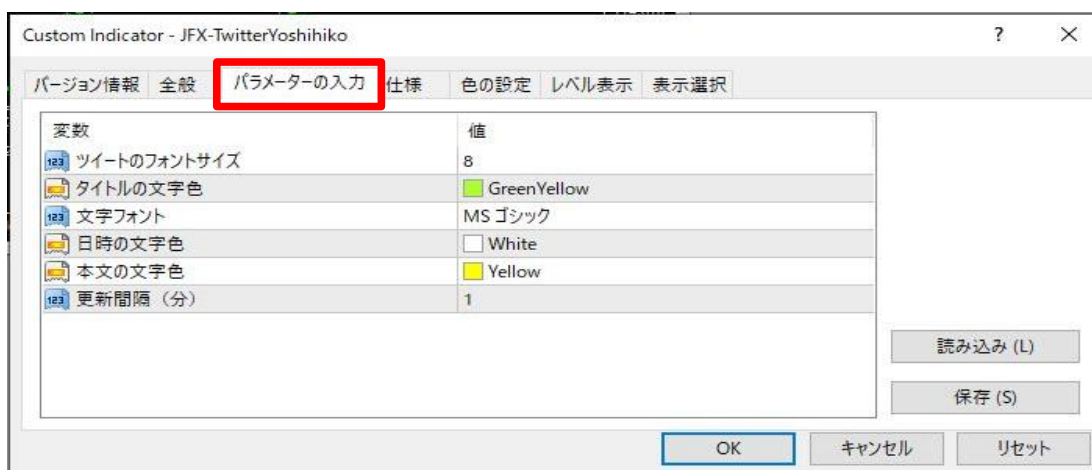 Custom Indicator - JFX-TwitterYoshihiko
バージョン情報 全般 パラメーターの入力 仕様 色の設定 レベル表示 表示選択
変数 値
ツイートのフォントサイズ 8
タイトルの文字色 GreenYellow
文字フォント MS ゴシック
日時の文字色 White
本文の文字色 Yellow
更新間隔（分） 1
読み込み (L)
保存 (S)
OK キャンセル リセット